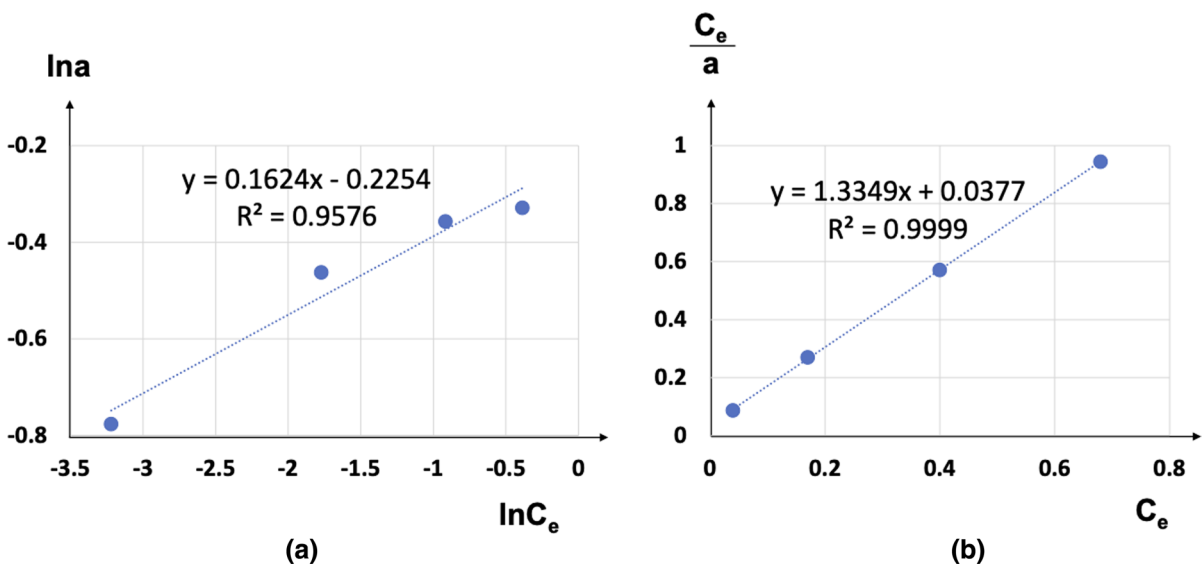 lna
-0.2
-0.4
-0.6
-0.8
y = 0.1624x - 0.2254
R² = 0.9576
-3.5 -3 -2.5 -2 -1.5 -1 -0.5 0
lnCₑ
(a)
Cₑ
a
1
0.8
0.6
0.4
0.2
0
y = 1.3349x + 0.0377
R² = 0.9999
0 0.2 0.4 0.6 0.8
Cₑ
(b)